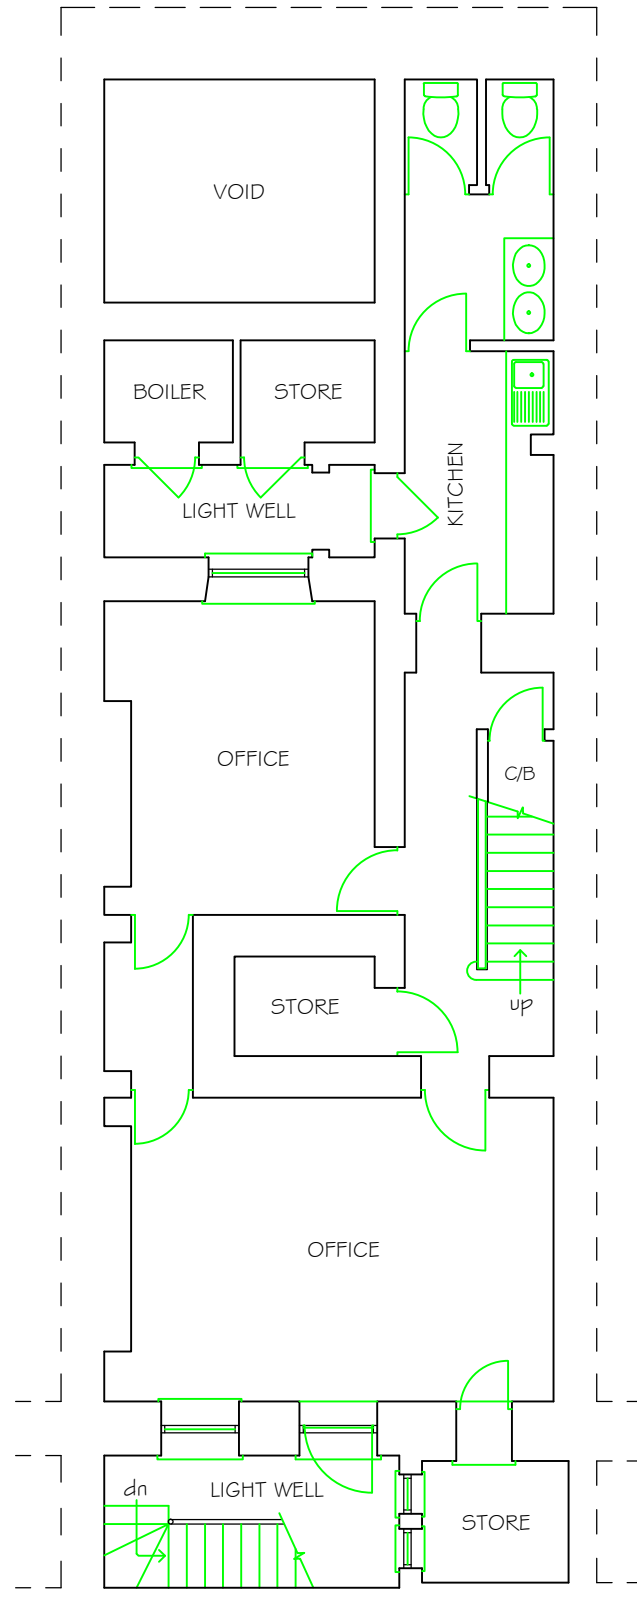 VOID
BOILER
STORE
LIGHT WELL
KITCHEN
OFFICE
C/B
STORE
up
OFFICE
dn
LIGHT WELL
STORE